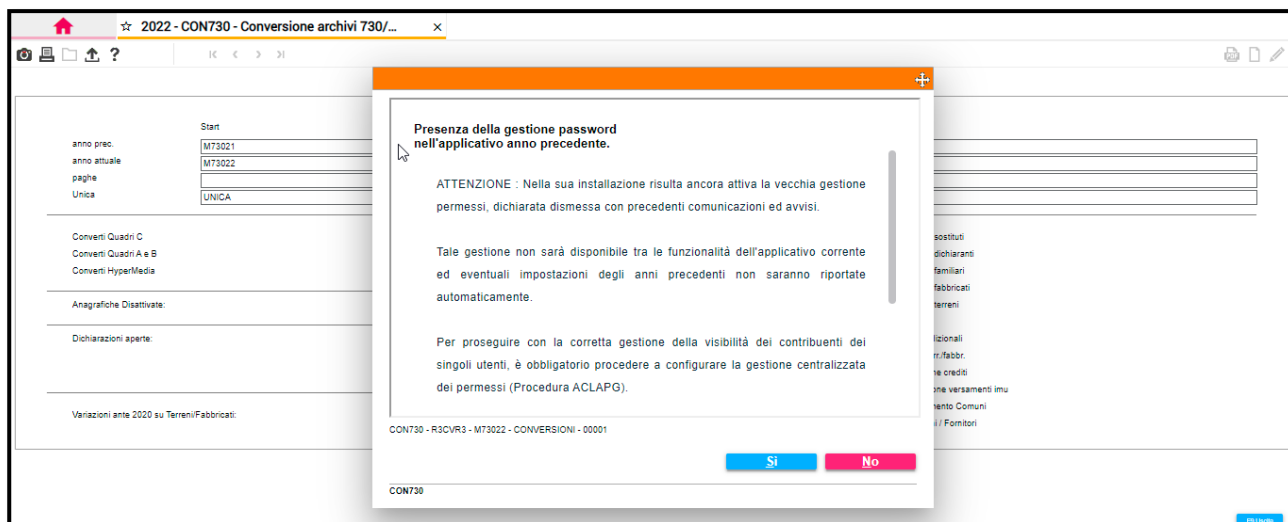 2022 - CON730 - Conversione archivi 730/...
Start
anno prec.
M73021
anno attuale
M73022
paghe
Unica
UNICA
Converti Quadri C
Converti Quadri A e B
Converti HyperMedia
Anagrafiche Disattivate:
Dichiarazioni aperte:
Variazioni ante 2020 su Terreni/Fabbricati:
Presenza della gestione password
nell'applicativo anno precedente.
ATTENZIONE : Nella sua installazione risulta ancora attiva la vecchia gestione
permessi, dichiarata dismessa con precedenti comunicazioni ed avvisi.
Tale gestione non sarà disponibile tra le funzionalità dell'applicativo corrente
ed eventuali impostazioni degli anni precedenti non saranno riportate
automaticamente.
Per proseguire con la corretta gestione della visibilità dei contribuenti dei
singoli utenti, è obbligatorio procedere a configurare la gestione centralizzata
dei permessi (Procedura ACLAPG).
CON730 - R3CVR3 - M73022 - CONVERSIONI - 00001
Sì
No
CON730
sostituti
dichiaranti
familiari
fabbricati
terreni
dizionali
rr./fabbr.
ne crediti
one versamenti imu
mento Comuni
i / Fornitori